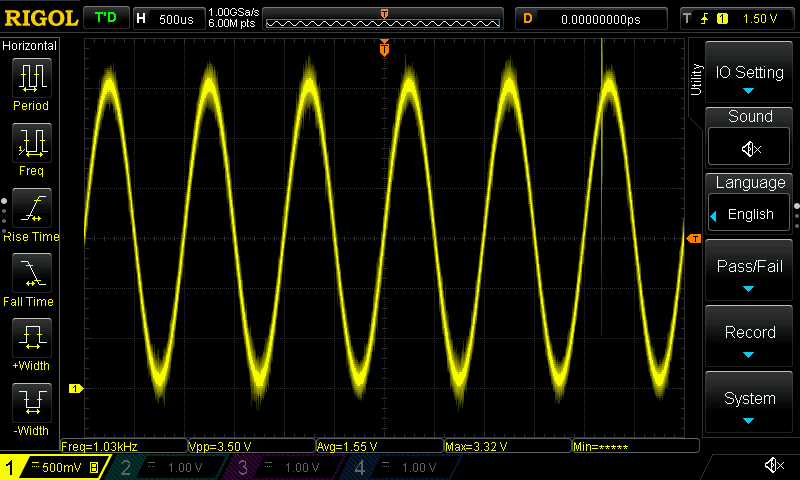 RIGOL T'D H 500us 1.00GSa/s 6.00M pts T D 0.00000000ps T 1 1.50 V
Horizontal
Period
Freq
Rise Time
Fall Time
+Width
-Width
T
T
1
Utility
IO Setting
Sound
Language
English
Pass/Fail
Record
System
Freq=1.03kHz Vpp=3.50 V Avg=1.55 V Max=3.32 V Min=*****
1 500mV B 2 1.00 V 3 1.00 V 4 1.00 V